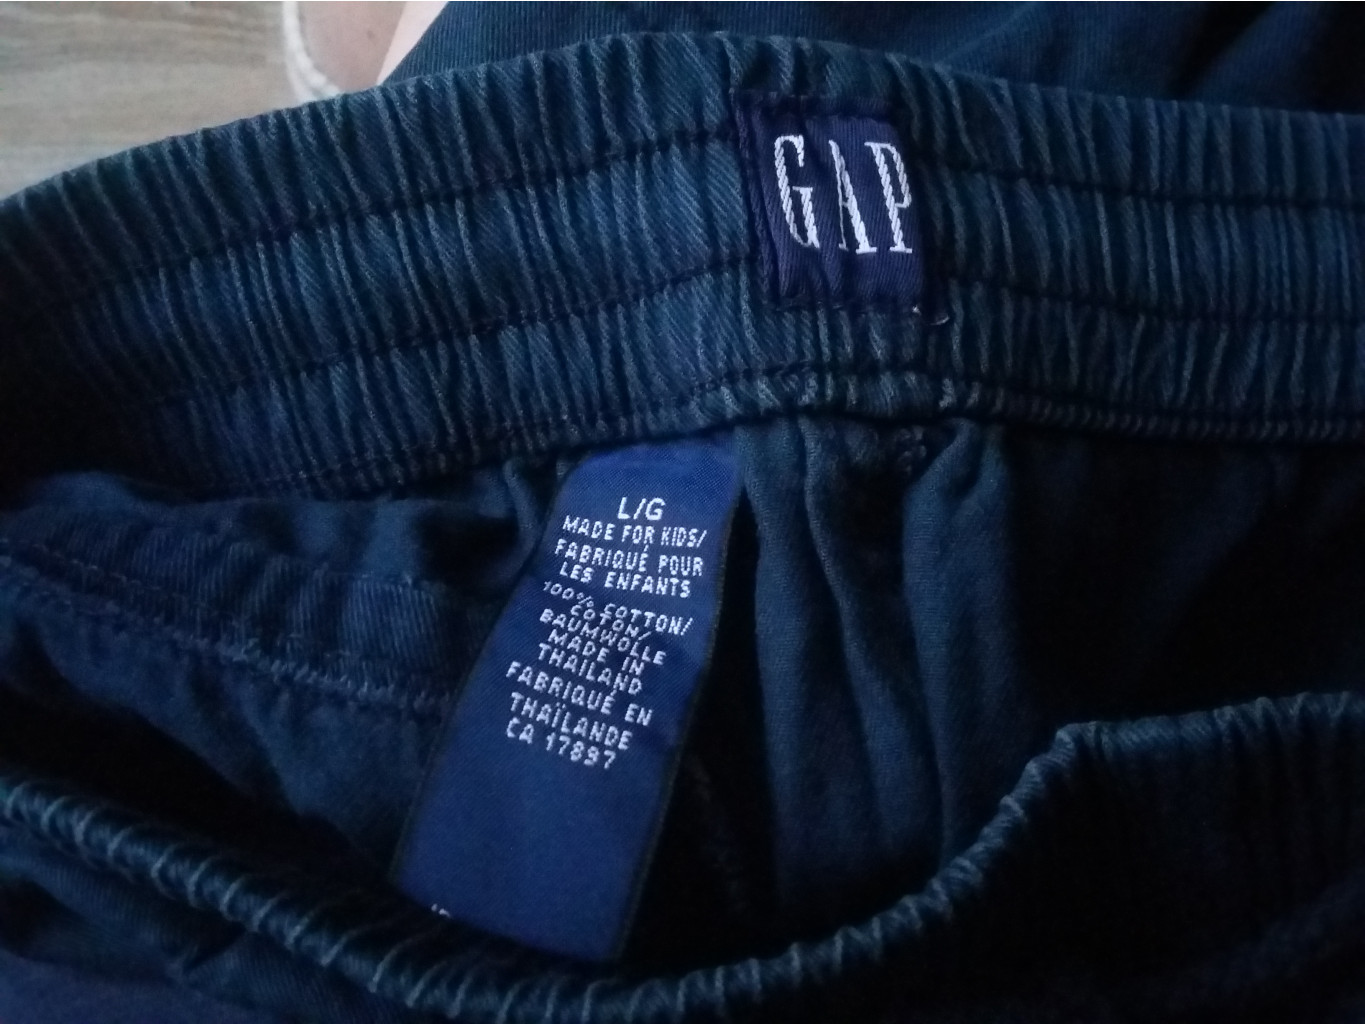 GAP
L/G
MADE FOR KIDS/
FABRIQUÉ POUR
LES ENFANTS
100% COTTON/
COTON/
BAUMWOLLE
MADE IN
THAILAND
FABRIQUÉ EN
THAÏLANDE
CA 17897